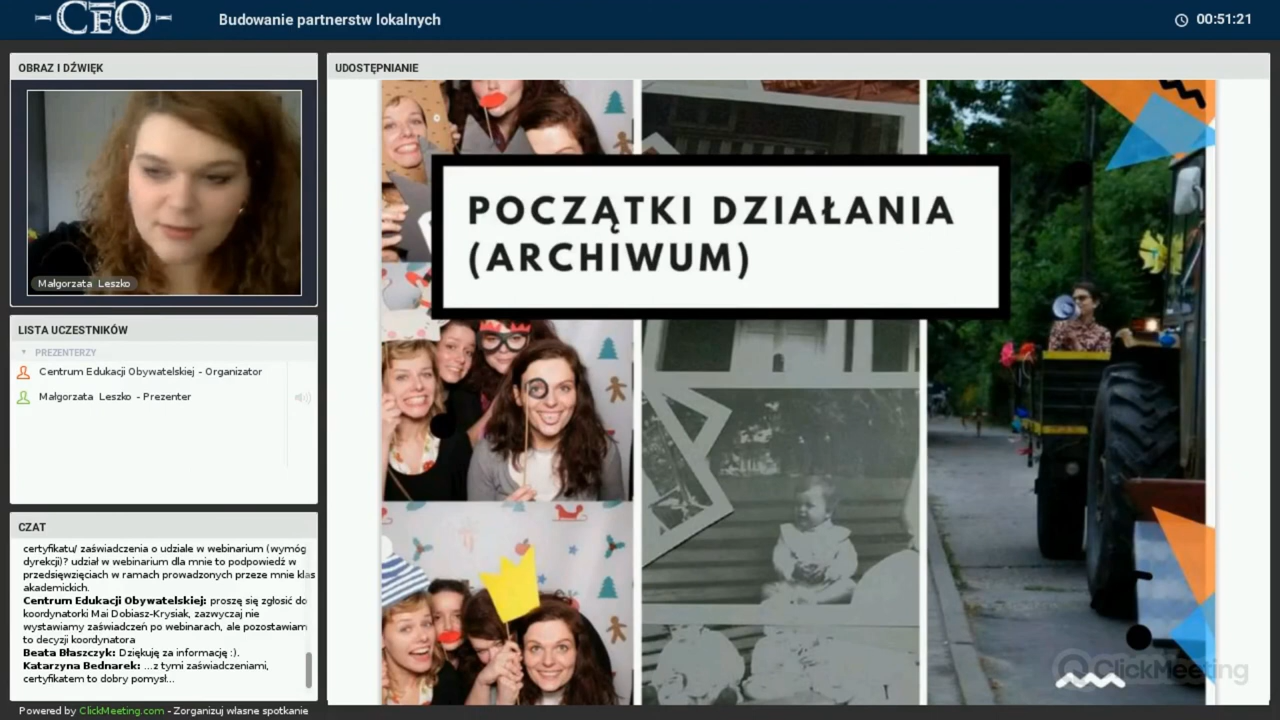 CEO
Budowanie partnerstw lokalnych
00:51:21
OBRAZ I DŹWIĘK
Małgorzata Leszko
UDOSTĘPNIANIE
POCZĄTKI DZIAŁANIA
(ARCHIWUM)
LISTA UCZESTNIKÓW
PREZENTERZY
Centrum Edukacji Obywatelskiej - Organizator
Małgorzata Leszko - Prezenter
CZAT
certyfikatu/ zaświadczenia o udziale w webinarium (wymóg
dyrekcji)? udział w webinarium dla mnie to podpowiedź w
przedsięwzięciach w ramach prowadzonych przeze mnie klas
akademickich.
Centrum Edukacji Obywatelskiej: proszę się zgłosić do
koordynatorki Mai Dobiasz-Krysiak, zazwyczaj nie
wystawiamy zaświadczeń po webinarach, ale pozostawiam
to decyzji koordynatora
Beata Błaszczyk: Dziękuję za informację :).
Katarzyna Bednarek: ...z tymi zaświadczeniami,
certyfikatem to dobry pomysł...
ClickMeeting
Powered by ClickMeeting.com - Zorganizuj własne spotkanie